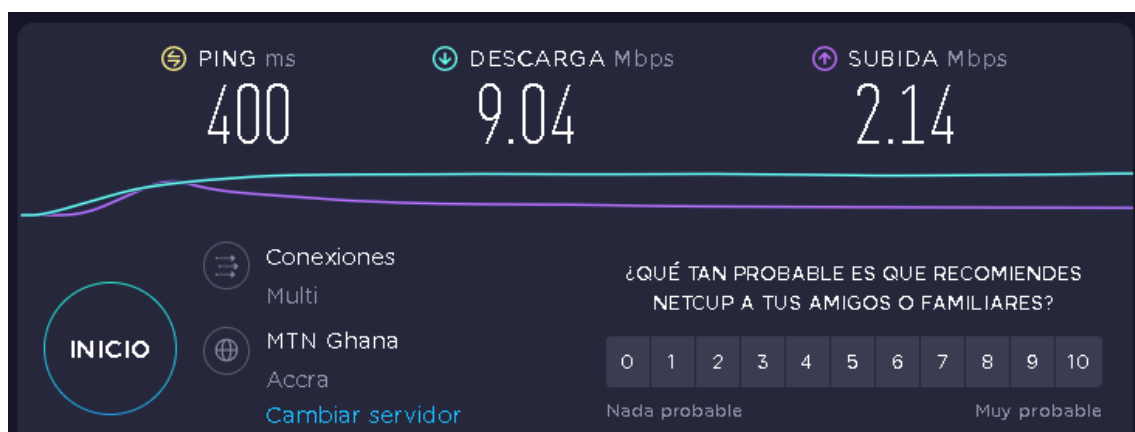 PING ms
400
DESCARGA Mbps
9.04
SUBIDA Mbps
2.14
INICIO
Conexiones
Multi
MTN Ghana
Accra
Cambiar servidor
¿QUÉ TAN PROBABLE ES QUE RECOMIENDES
NETCUP A TUS AMIGOS O FAMILIARES?
0 1 2 3 4 5 6 7 8 9 10
Nada probable Muy probable